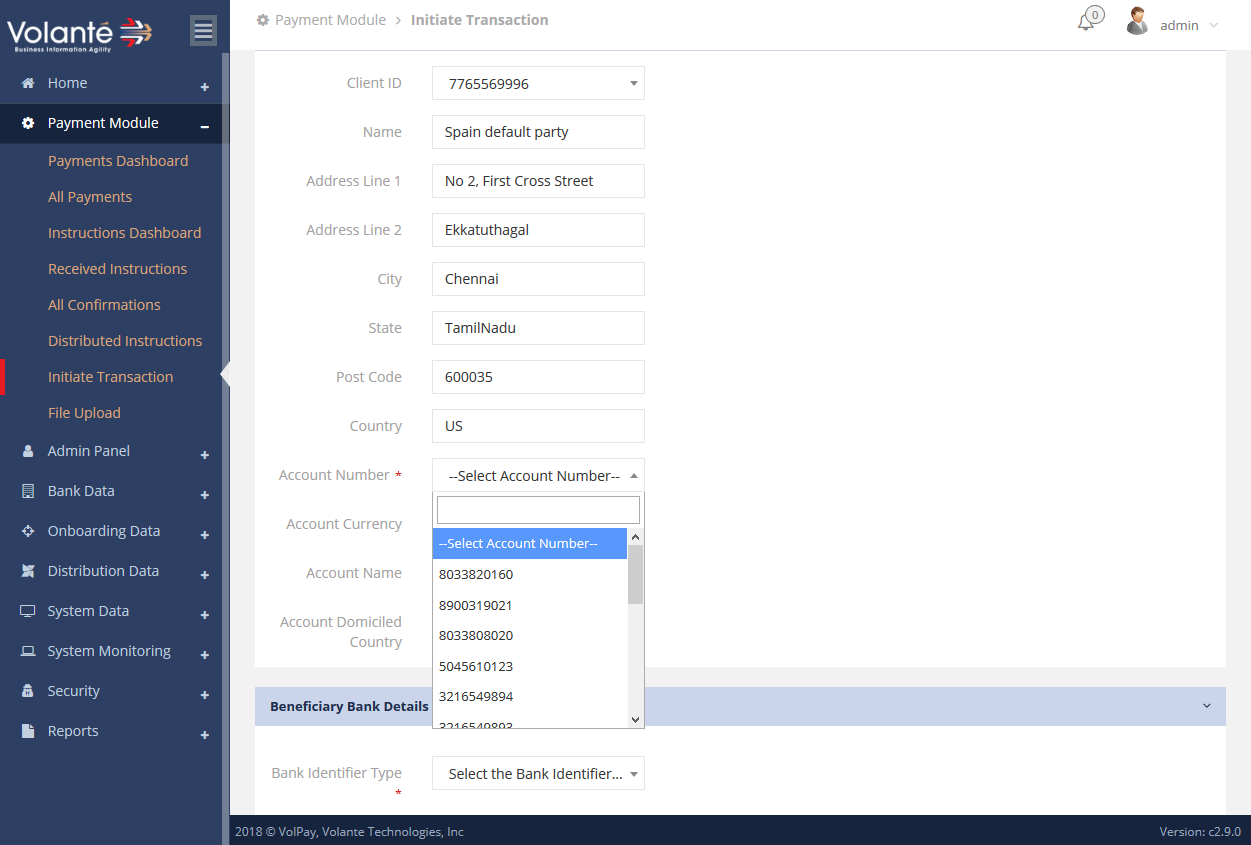 Volanté
Business Information Agility
Home
Payment Module
Payments Dashboard
All Payments
Instructions Dashboard
Received Instructions
All Confirmations
Distributed Instructions
Initiate Transaction
File Upload
Admin Panel
Bank Data
Onboarding Data
Distribution Data
System Data
System Monitoring
Security
Reports
Payment Module > Initiate Transaction
0
admin
Client ID 7765569996
Name Spain default party
Address Line 1 No 2, First Cross Street
Address Line 2 Ekkatuthagal
City Chennai
State TamilNadu
Post Code 600035
Country US
Account Number * --Select Account Number--
--Select Account Number--
8033820160
8900319021
8033808020
5045610123
3216549894
3216549893
Account Currency
Account Name
Account Domiciled
Country
Beneficiary Bank Details
Bank Identifier Type Select the Bank Identifier...
*
2018 © VolPay, Volante Technologies, Inc Version: c2.9.0